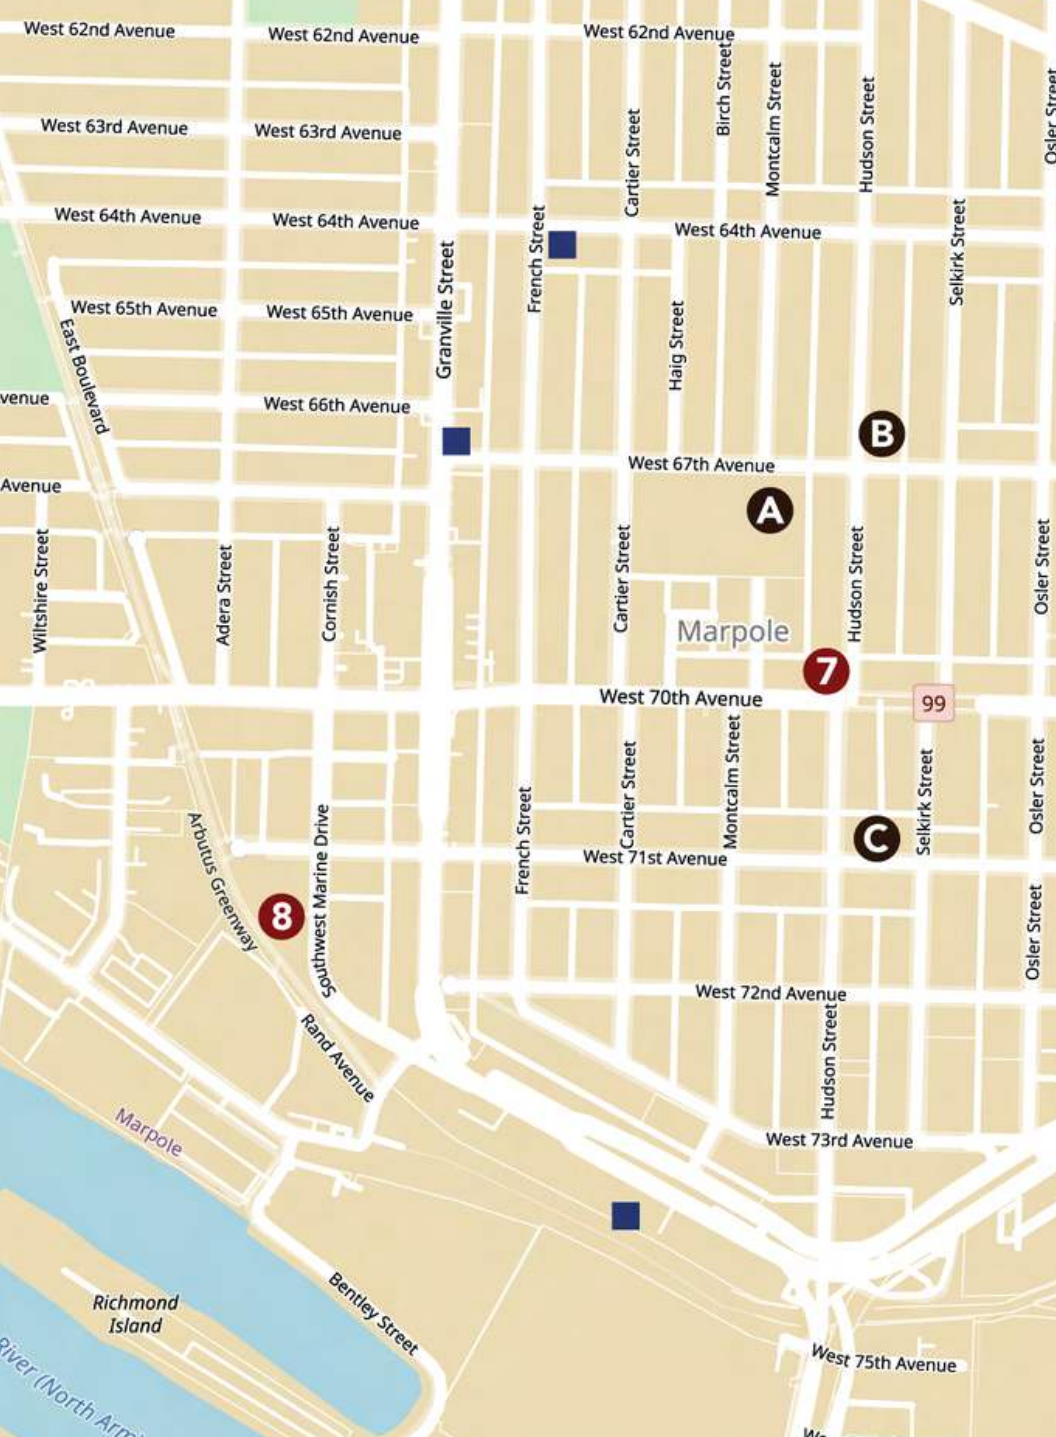 West 62nd Avenue
West 62nd Avenue
West 62nd Avenue
Birch Street
Montcalm Street
Hudson Street
Osler Street
Cartier Street
West 63rd Avenue
West 63rd Avenue
West 64th Avenue
West 64th Avenue
West 64th Avenue
French Street
Selkirk Street
Granville Street
West 65th Avenue
West 65th Avenue
Haig Street
East Boulevard
venue
West 66th Avenue
B
West 67th Avenue
Avenue
A
Wiltshire Street
Adera Street
Cornish Street
Cartier Street
Hudson Street
Osler Street
Marpole
7
West 70th Avenue
99
Montcalm Street
Cartier Street
Selkirk Street
Osler Street
French Street
Arbutus Greenway
Southwest Marine Drive
C
West 71st Avenue
8
Osler Street
West 72nd Avenue
Rand Avenue
Hudson Street
Marpole
West 73rd Avenue
Richmond
Island
Bentley Street
River (North Arm
West 75th Avenue